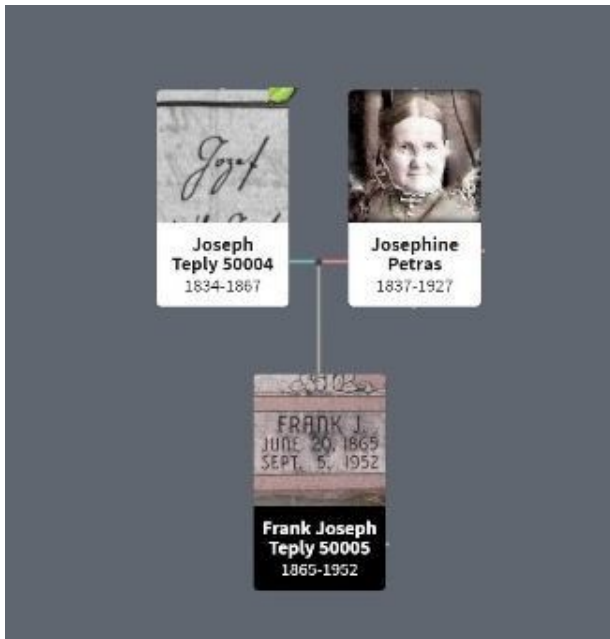 Jozef
Joseph
Teply 50004
1834-1867
Josephine
Petras
1837-1927
FRANK J.
JUNE 20, 1865
SEPT. 5, 1952
Frank Joseph
Teply 50005
1865-1952